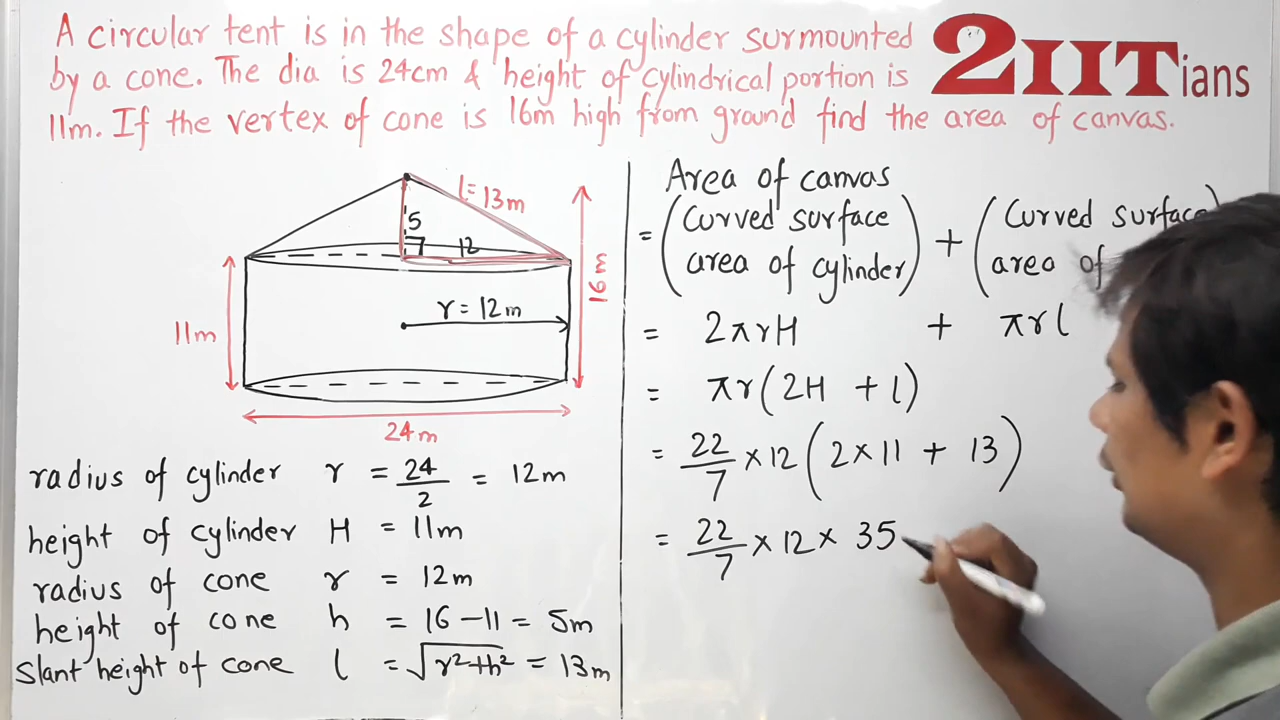 A circular tent is in the shape of a cylinder surmounted
by a cone. The dia is 24cm & height of cylindrical portion is
11m. If the vertex of cone is 16m high from ground find the area of canvas.
2IITians
l = 13m
5
12
r = 12m
11m
16m
24m
radius of cylinder r = 24/2 = 12m
height of cylinder H = 11m
radius of cone r = 12m
height of cone h = 16 - 11 = 5m
Slant height of cone l = √r²+h² = 13m
Area of canvas
= (Curved surface area of cylinder) + (Curved surface area of
= 2πrH + πrl
= πr(2H + l)
= 22/7 × 12 (2 × 11 + 13)
= 22/7 × 12 × 35